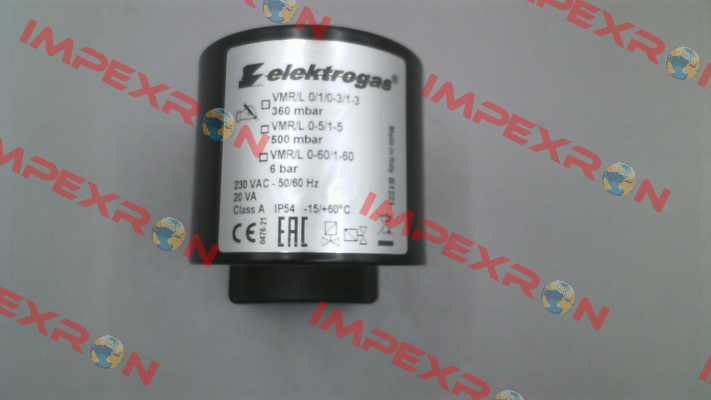 IMPEXRON
IMPEXRON
IMPEXRON
IMPEXRON
IMPEXRON
IMPEXRON
elektrogas®
VMR/L 0/1/0-3/1-3
360 mbar
VMR/L 0-5/1-5
500 mbar
VMR/L 0-60/1-60
6 bar
230 VAC - 50/60 Hz
20 VA
Class A IP54 -15/+60°C
CE 0476-21 EAC
Made in Italy